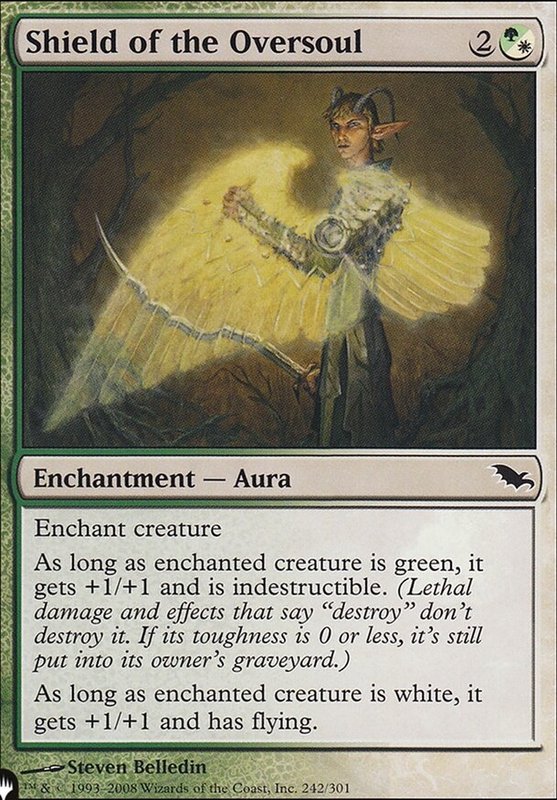 Shield of the Oversoul 2
Enchantment — Aura
Enchant creature
As long as enchanted creature is green, it
gets +1/+1 and is indestructible. (Lethal
damage and effects that say “destroy” don’t
destroy it. If its toughness is 0 or less, it’s still
put into its owner’s graveyard.)
As long as enchanted creature is white, it
gets +1/+1 and has flying.
Steven Belledin
™ & © 1993–2008 Wizards of the Coast, Inc. 242/301